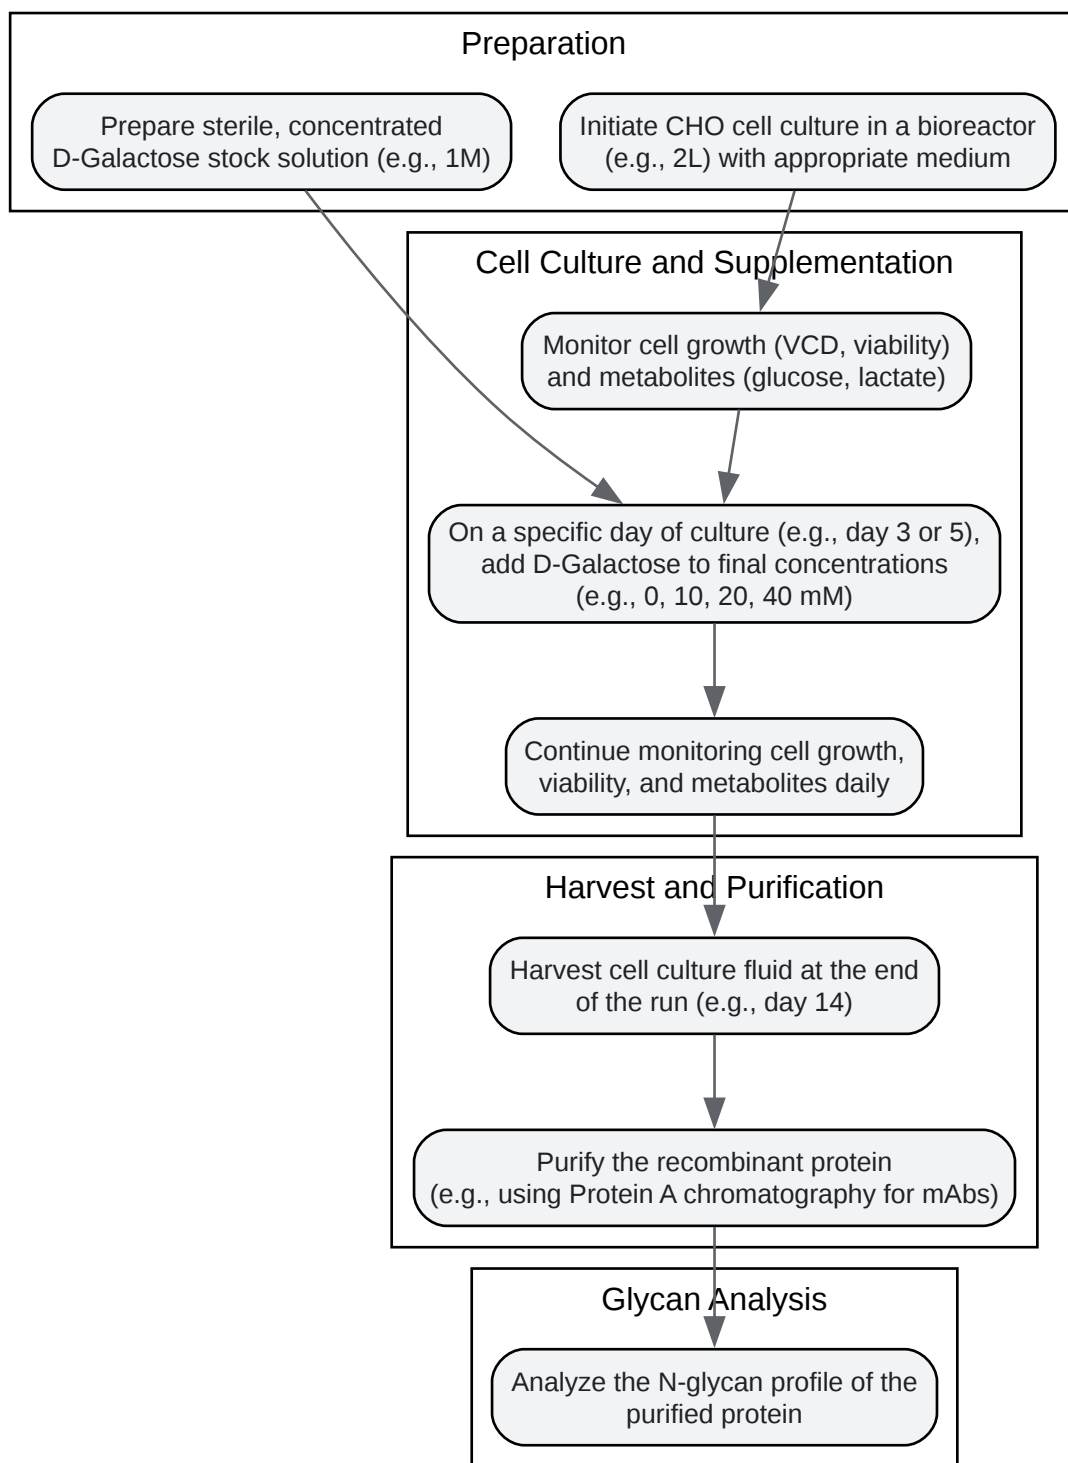 Preparation
Prepare sterile, concentrated
D-Galactose stock solution (e.g., 1M)
Initiate CHO cell culture in a bioreactor
(e.g., 2L) with appropriate medium
Cell Culture and Supplementation
Monitor cell growth (VCD, viability)
and metabolites (glucose, lactate)
On a specific day of culture (e.g., day 3 or 5),
add D-Galactose to final concentrations
(e.g., 0, 10, 20, 40 mM)
Continue monitoring cell growth,
viability, and metabolites daily
Harvest and Purification
Harvest cell culture fluid at the end
of the run (e.g., day 14)
Purify the recombinant protein
(e.g., using Protein A chromatography for mAbs)
Glycan Analysis
Analyze the N-glycan profile of the
purified protein